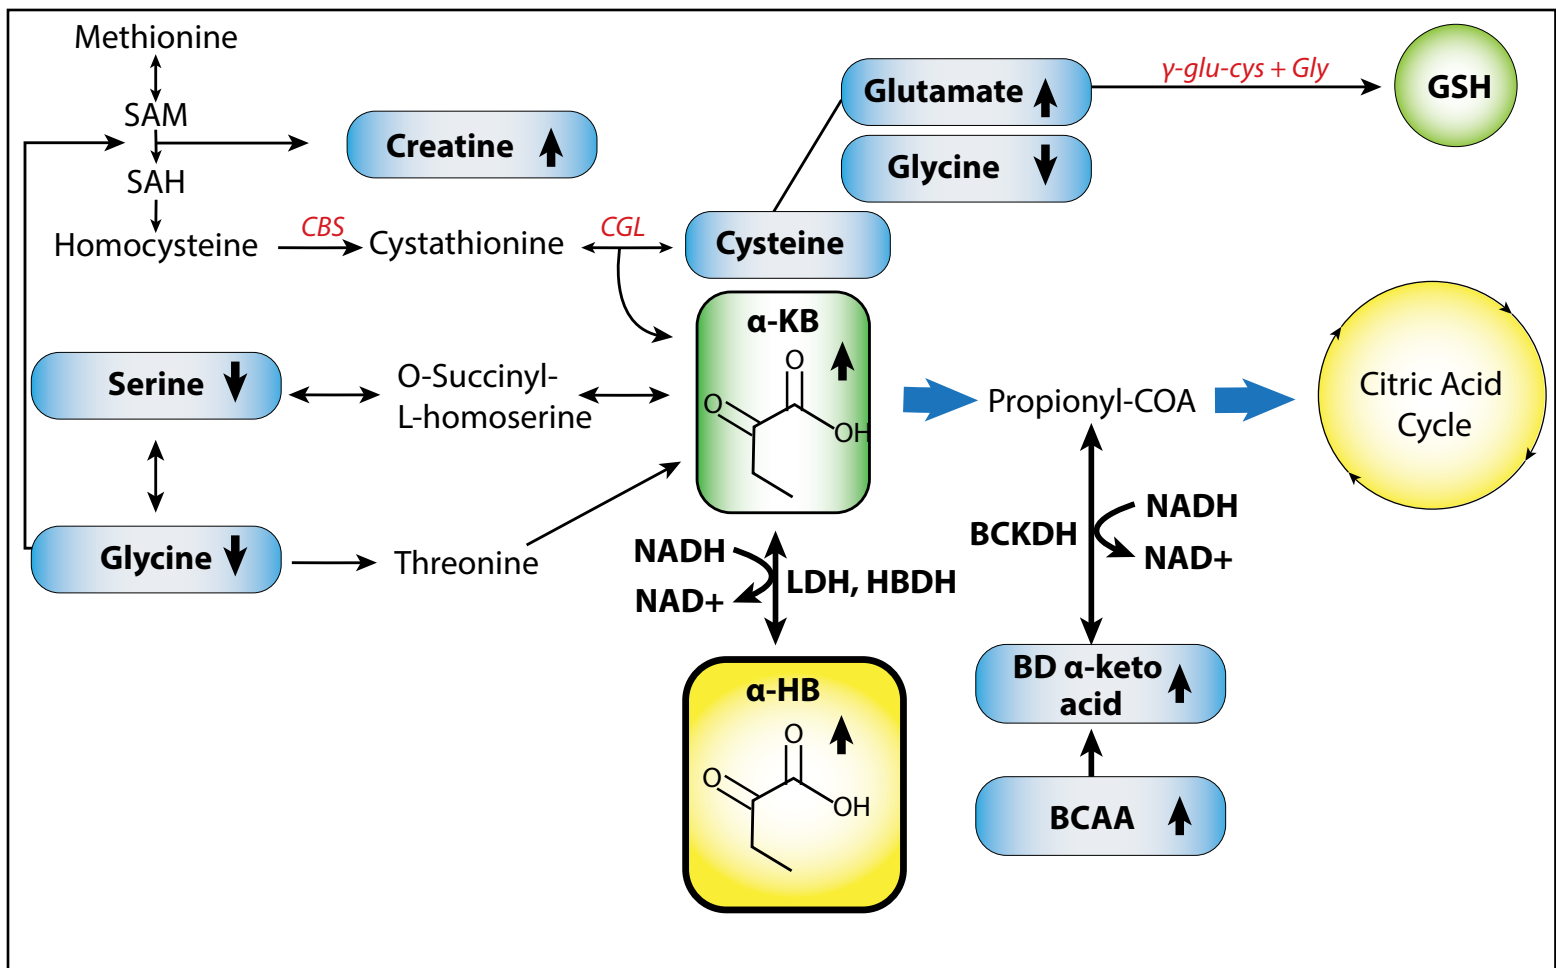 Methionine
SAM
SAH
Homocysteine
CBS
Cystathionine
CGL
Creatine
Cysteine
Glutamate
Glycine
γ-glu-cys + Gly
GSH
Serine
O-Succinyl-
L-homoserine
Glycine
Threonine
α-KB
O
O
OH
Propionyl-COA
Citric Acid
Cycle
NADH
NAD+
LDH, HBDH
BCKDH
NADH
NAD+
α-HB
O
O
OH
BD α-keto
acid
BCAA